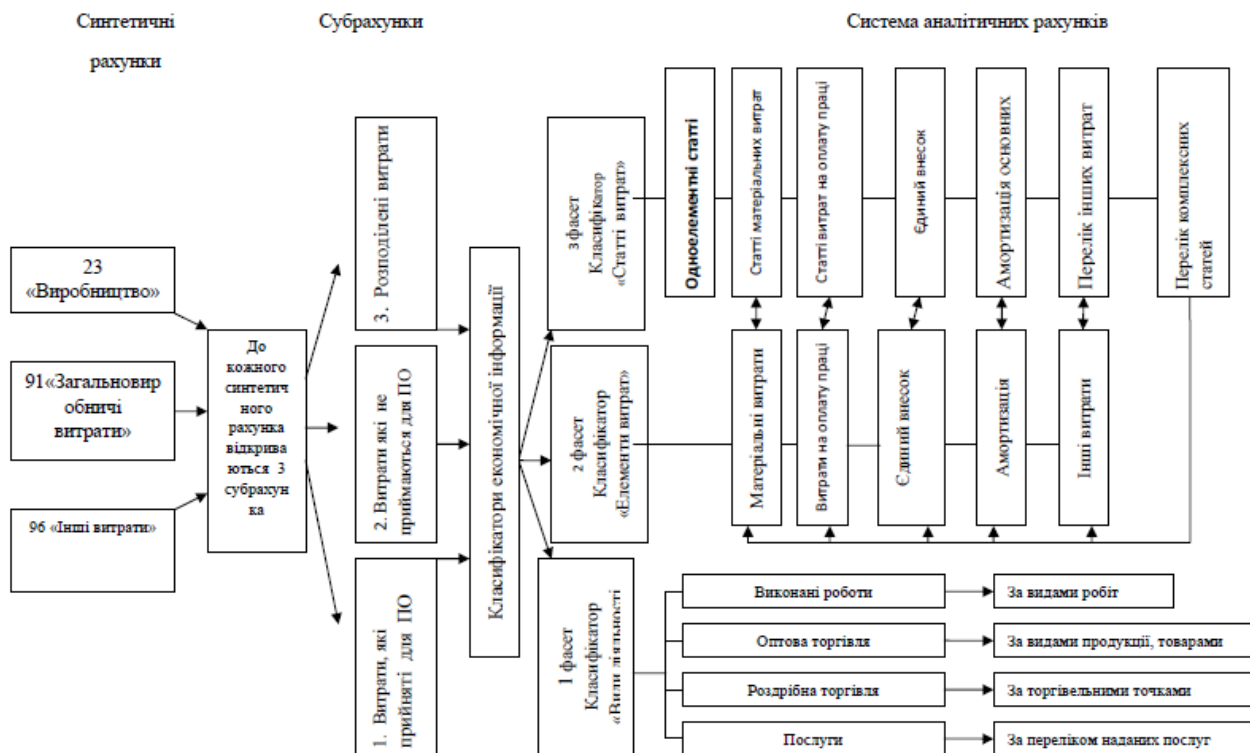 Синтетичні
рахунки
Субрахунки
Система аналітичних рахунків
23
«Виробництво»
91«Загальновир
обничі
витрати»
96 «Інші витрати»
До
кожного
синтетич
ного
рахунка
відкрива
ються 3
субрахун
ка
3. Розподілені витрати
2. Витрати які не
приймаються для ПО
1. Витрати, які
прийняті для ПО
Класифікатори економічної інформації
3 фасет
Класифікатор
«Статті витрат»
2 фасет
Класифікатор
«Елементи витрат»
1 фасет
Класифікатор
«Види діяльності
Одноелементні статті
Статті матеріальних витрат
Статті витрат на оплату праці
Єдиний внесок
Амортизація основних
Перелік інших витрат
Перелік комплексних
статей
Матеріальні витрати
Витрати на оплату праці
Єдиний внесок
Амортизація
Інші витрати
Виконані роботи
За видами робіт
Оптова торгівля
За видами продукції, товарами
Роздрібна торгівля
За торгівельними точками
Послуги
За переліком наданих послуг